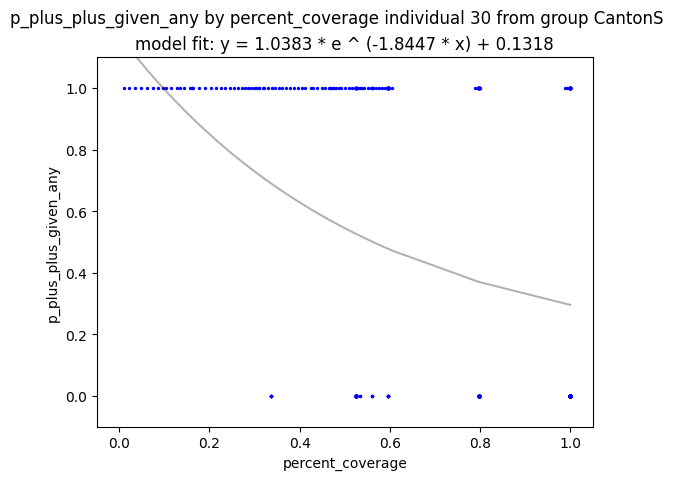 p_plus_plus_given_any by percent_coverage individual 30 from group CantonS
model fit: y = 1.0383 * e ^ (-1.8447 * x) + 0.1318
1.0
0.8
0.6
0.4
0.2
0.0
p_plus_plus_given_any
0.0 0.2 0.4 0.6 0.8 1.0
percent_coverage